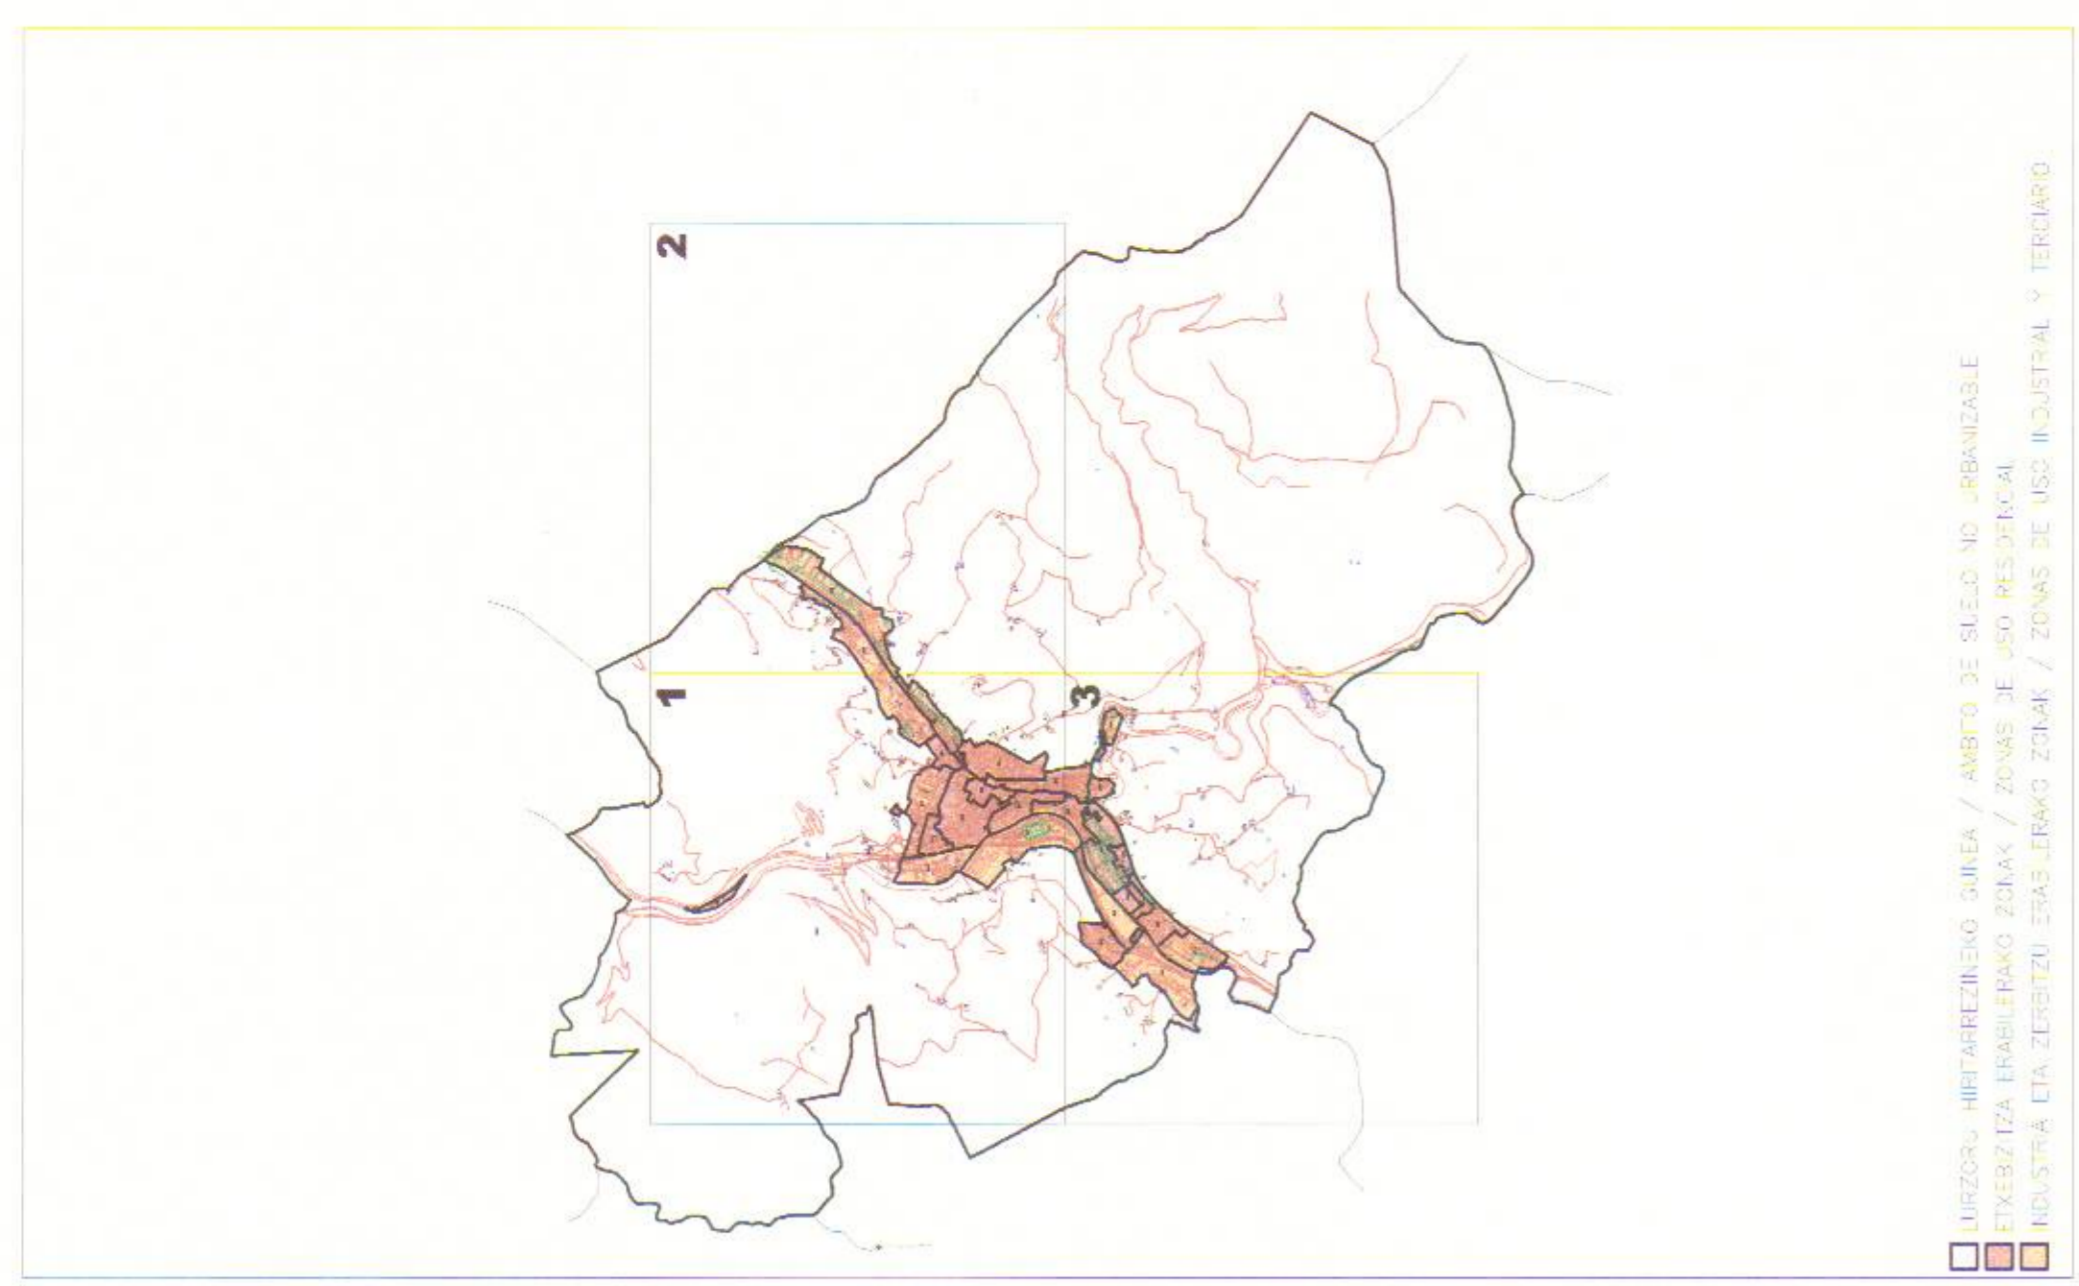 2
1
3
LURZORU HIRITARREZINEKO GUNEA / AMBITO DE SUELO NO URBANIZABLE
ETXEBIZITZA ERABILERAKO ZONAK / ZONAS DE USO RESIDENCIAL
INDUSTRIA ETA ZERBITZU ERABILERAKO ZONAK / ZONAS DE USO INDUSTRIAL Y TERCIARIO